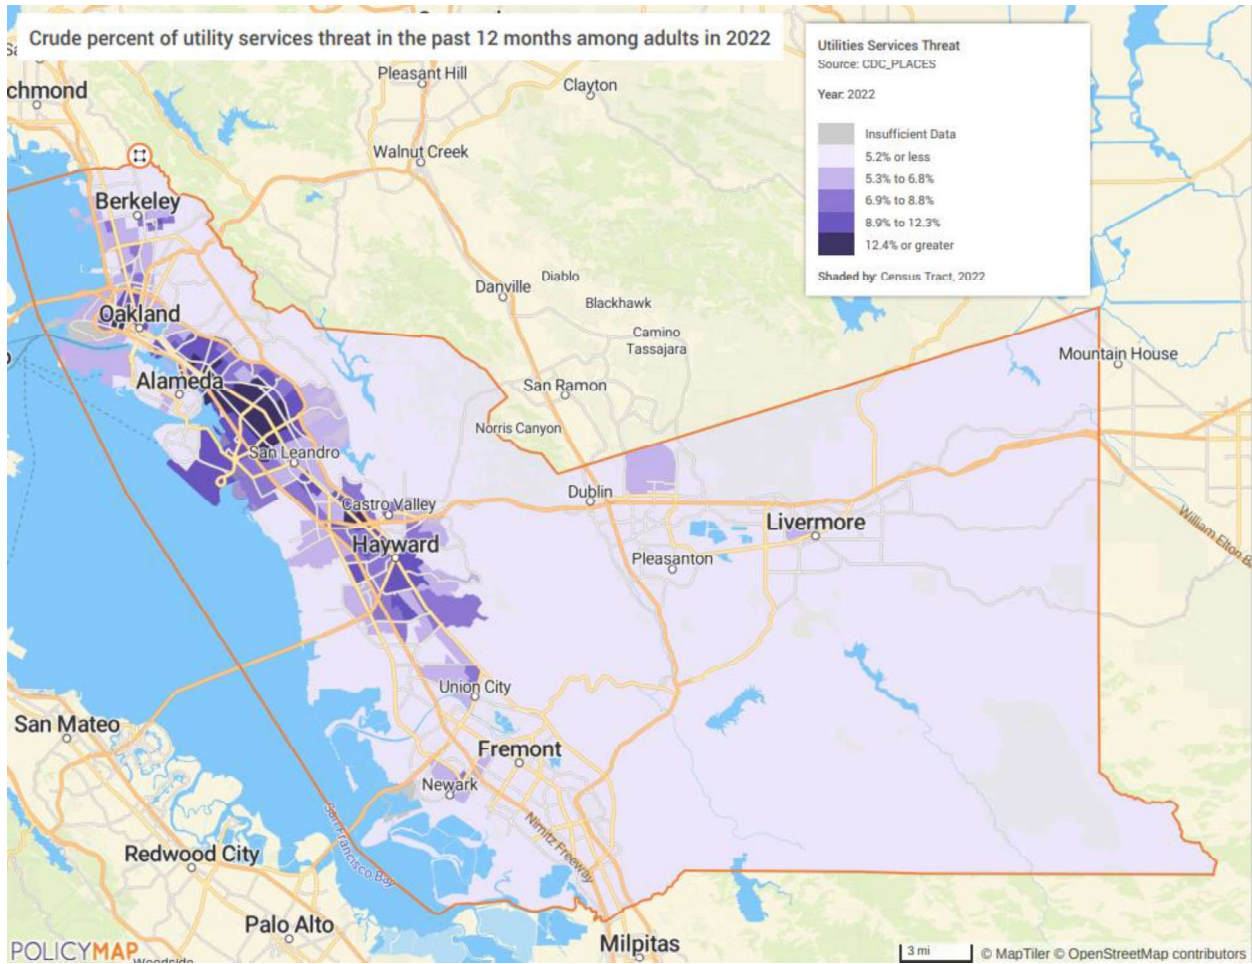 Crude percent of utility services threat in the past 12 months among adults in 2022
Utilities Services Threat
Source: CDC_PLACES
Year: 2022
Insufficient Data
5.2% or less
5.3% to 6.8%
6.9% to 8.8%
8.9% to 12.3%
12.4% or greater
Shaded by: Census Tract, 2022
chmond
Pleasant Hill
Clayton
Walnut Creek
Berkeley
Danville
Diablo
Blackhawk
Oakland
Camino
Tassajara
Mountain House
Alameda
San Ramon
Norris Canyon
San Leandro
Dublin
Castro Valley
Livermore
Hayward
Pleasanton
William Elton B
Union City
San Mateo
Fremont
Newark
Nimitz Freeway
San Francisco Bay
Redwood City
Palo Alto
Milpitas
POLICYMAP
Woodside
3 mi
© MapTiler © OpenStreetMap contributors